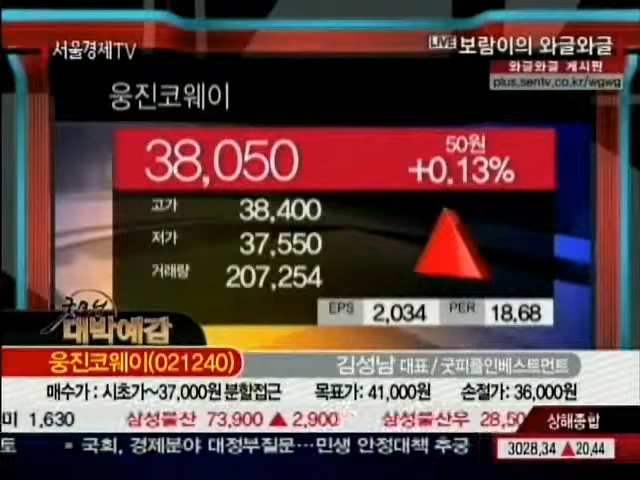 서울경제TV
LIVE 보람이의 와글와글
와글와글 게시판
plus.sentv.co.kr/wgwg
웅진코웨이
38,050
50원
+0.13%
고가 38,400
저가 37,550
거래량 207,254
EPS 2,034 PER 18.68
대박예감
웅진코웨이(021240)
김성남 대표 / 굿피플인베스트먼트
매수가 : 시초가~37,000원 분할접근 목표가: 41,000원 손절가: 36,000원
미 1,630 삼성물산 73,900 ▲ 2,900 삼성물산우 28,50
상해종합
토 국회, 경제분야 대정부질문... 민생 안정대책 추궁
3028,34 ▲20,44